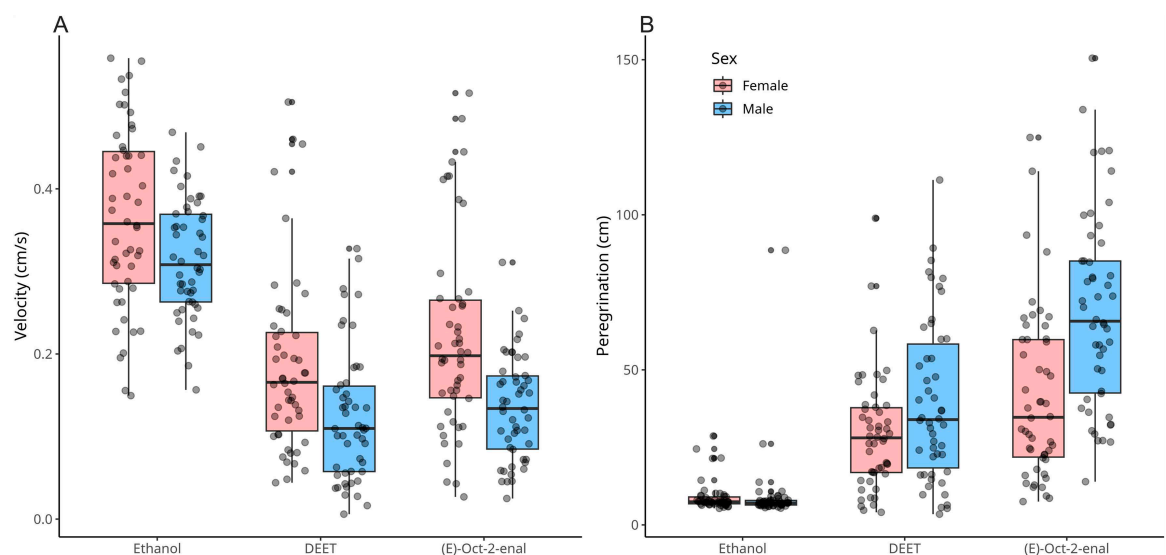 A
Velocity (cm/s)
0.4
0.2
0.0
Ethanol
DEET
(E)-Oct-2-enal
B
Peregrination (cm)
150
100
50
0
Sex
Female
Male
Ethanol
DEET
(E)-Oct-2-enal